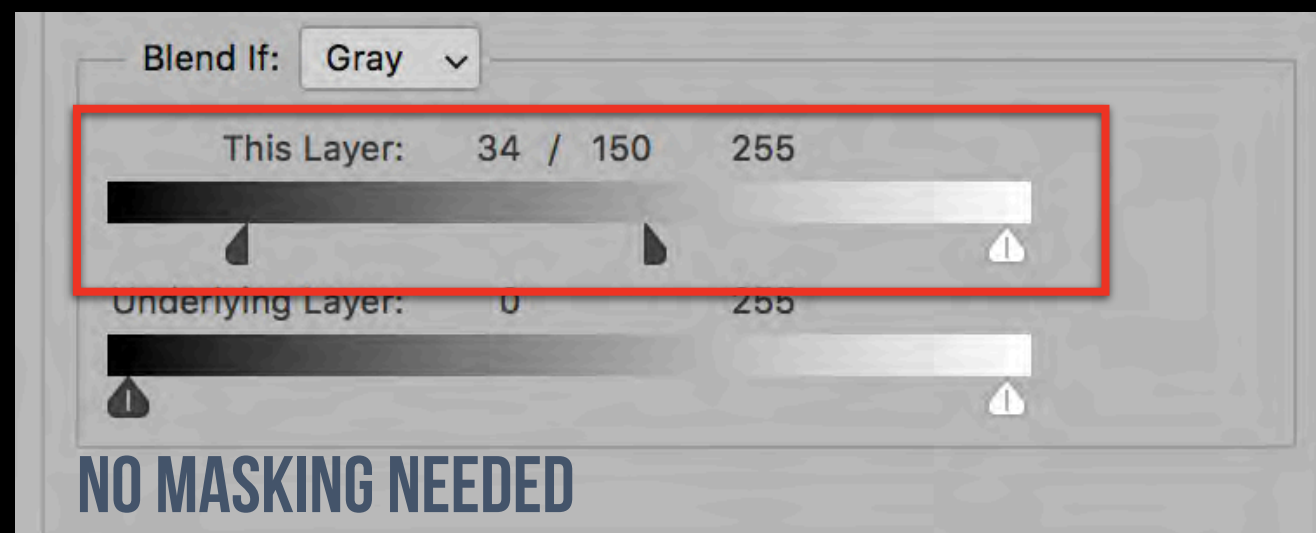 Blend If: Gray
This Layer: 34 / 150 255
Underlying Layer: 0 255
NO MASKING NEEDED